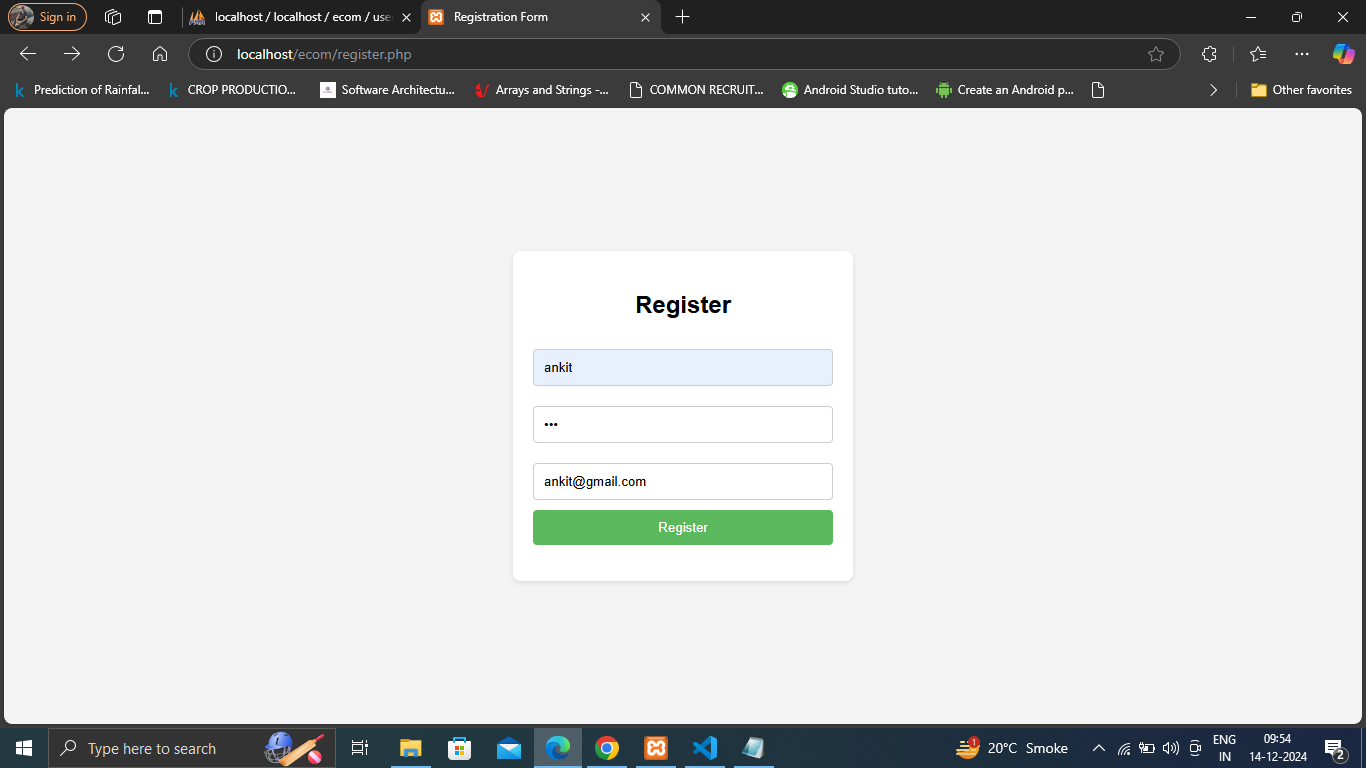 Sign in
localhost / localhost / ecom / use
Registration Form
localhost/ecom/register.php
Prediction of Rainfal...
CROP PRODUCTIO...
Software Architectu...
Arrays and Strings -...
COMMON RECRUIT...
Android Studio tuto...
Create an Android p...
Other favorites
Register
ankit
•••
ankit@gmail.com
Register
Type here to search
1
20°C Smoke
ENG
IN
09:54
14-12-2024
2